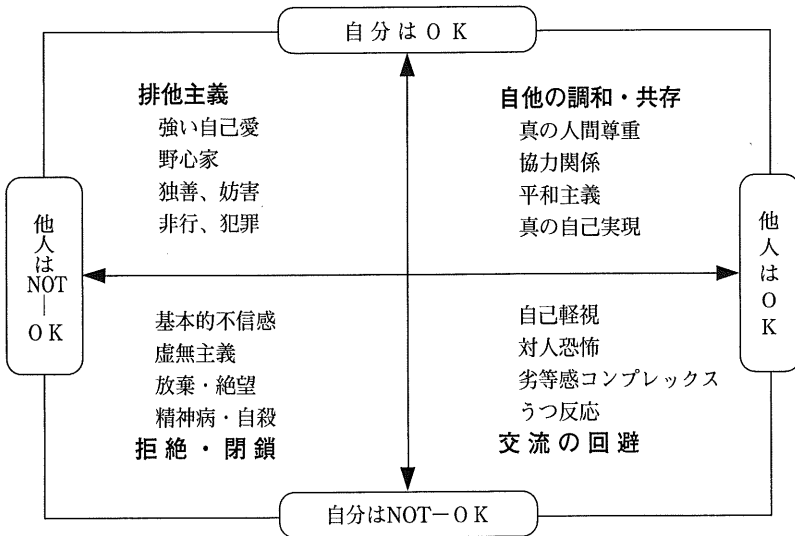 自分はOK
排他主義
強い自己愛
野心家
独善、妨害
非行、犯罪
自他の調和・共存
真の人間尊重
協力関係
平和主義
真の自己実現
他人はNOT－OK
他人はOK
基本的不信感
虚無主義
放棄・絶望
精神病・自殺
拒絶・閉鎖
自己軽視
対人恐怖
劣等感コンプレックス
うつ反応
交流の回避
自分はNOT－OK